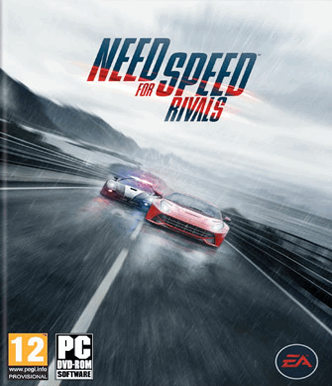 NEED
FOR SPEED
RIVALS
12
www.pegi.info
PROVISIONAL
PC
DVD-ROM
SOFTWARE
EA